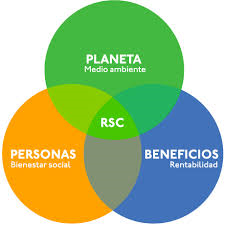 PLANETA
Medio ambiente
RSC
PERSONAS
Bienestar social
BENEFICIOS
Rentabilidad